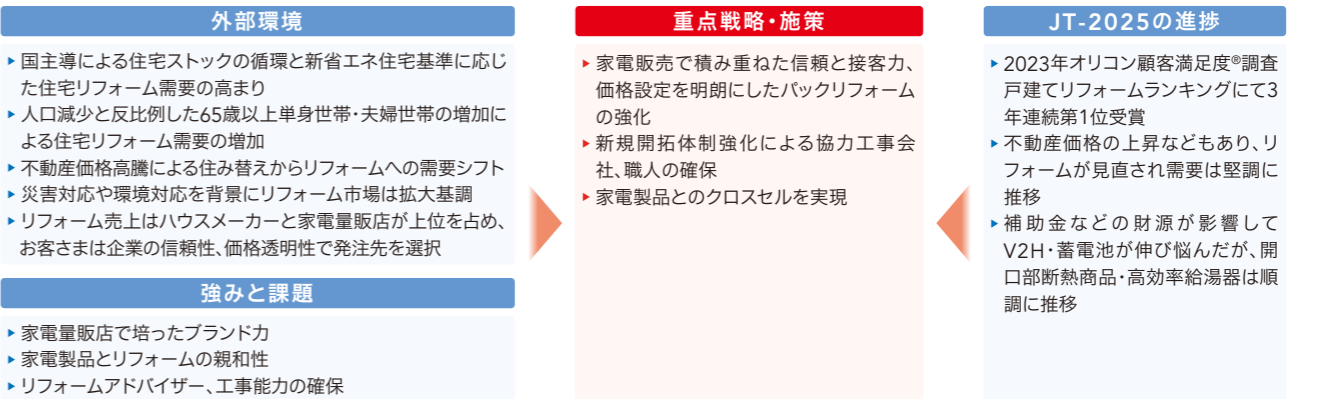 外部環境
▶国主導による住宅ストックの循環と新省エネ住宅基準に応じ
た住宅リフォーム需要の高まり
▶人口減少と反比例した65歳以上単身世帯・夫婦世帯の増加に
よる住宅リフォーム需要の増加
▶不動産価格高騰による住み替えからリフォームへの需要シフト
▶災害対応や環境対応を背景にリフォーム市場は拡大基調
▶リフォーム売上はハウスメーカーと家電量販店が上位を占め、
お客さまは企業の信頼性、価格透明性で発注先を選択
強みと課題
▶家電量販店で培ったブランド力
▶家電製品とリフォームの親和性
▶リフォームアドバイザー、工事能力の確保
重点戦略・施策
▶家電販売で積み重ねた信頼と接客力、
価格設定を明朗にしたパックリフォーム
の強化
▶新規開拓体制強化による協力工事会
社、職人の確保
▶家電製品とのクロスセルを実現
JT-2025の進捗
▶2023年オリコン顧客満足度®調査
戸建てリフォームランキングにて3
年連続第1位受賞
▶不動産価格の上昇などもあり、リ
フォームが見直され需要は堅調に
推移
▶補助金などの財源が影響して
V2H・蓄電池が伸び悩んだが、開
口部断熱商品・高効率給湯器は順
調に推移